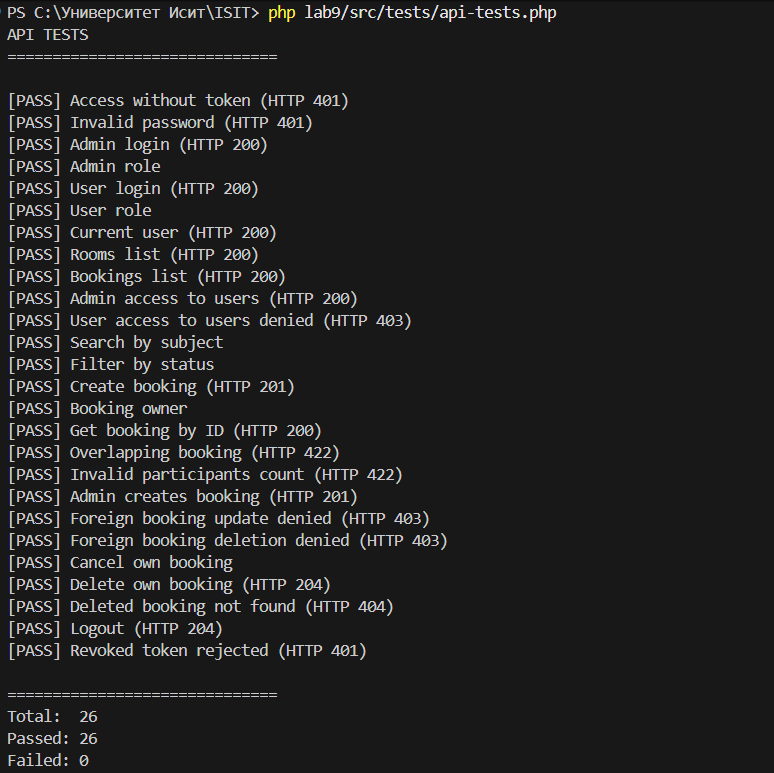 PS C:\Университет Исит\ISIT> php lab9/src/tests/api-tests.php
API TESTS
==============================
[PASS] Access without token (HTTP 401)
[PASS] Invalid password (HTTP 401)
[PASS] Admin login (HTTP 200)
[PASS] Admin role
[PASS] User login (HTTP 200)
[PASS] User role
[PASS] Current user (HTTP 200)
[PASS] Rooms list (HTTP 200)
[PASS] Bookings list (HTTP 200)
[PASS] Admin access to users (HTTP 200)
[PASS] User access to users denied (HTTP 403)
[PASS] Search by subject
[PASS] Filter by status
[PASS] Create booking (HTTP 201)
[PASS] Booking owner
[PASS] Get booking by ID (HTTP 200)
[PASS] Overlapping booking (HTTP 422)
[PASS] Invalid participants count (HTTP 422)
[PASS] Admin creates booking (HTTP 201)
[PASS] Foreign booking update denied (HTTP 403)
[PASS] Foreign booking deletion denied (HTTP 403)
[PASS] Cancel own booking
[PASS] Delete own booking (HTTP 204)
[PASS] Deleted booking not found (HTTP 404)
[PASS] Logout (HTTP 204)
[PASS] Revoked token rejected (HTTP 401)
==============================
Total:  26
Passed: 26
Failed: 0